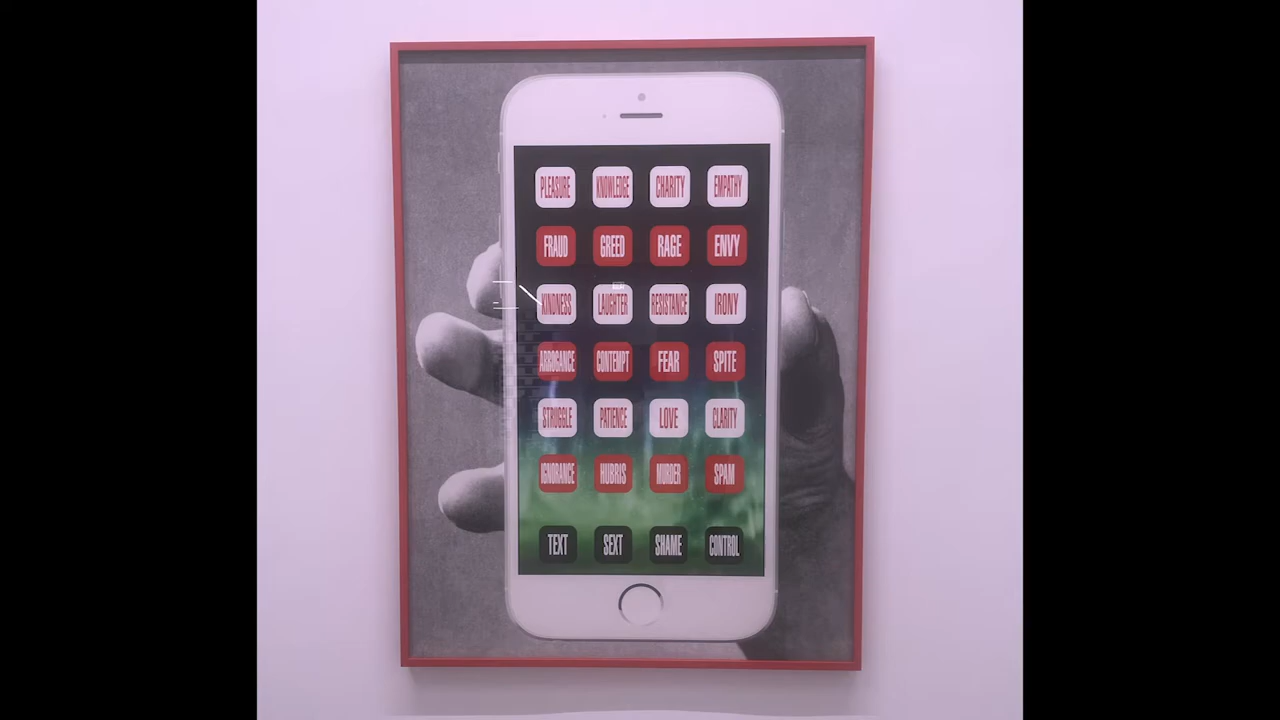 PLEASURE KNOWLEDGE CHARITY EMPATHY
FRAUD GREED RAGE ENVY
KINDNESS LAUGHTER RESISTANCE IRONY
ARROGANCE CONTEMPT FEAR SPITE
STRUGGLE PATIENCE LOVE CLARITY
IGNORANCE HUBRIS MURDER SPAM
TEXT SEXT SHAME CONTROL